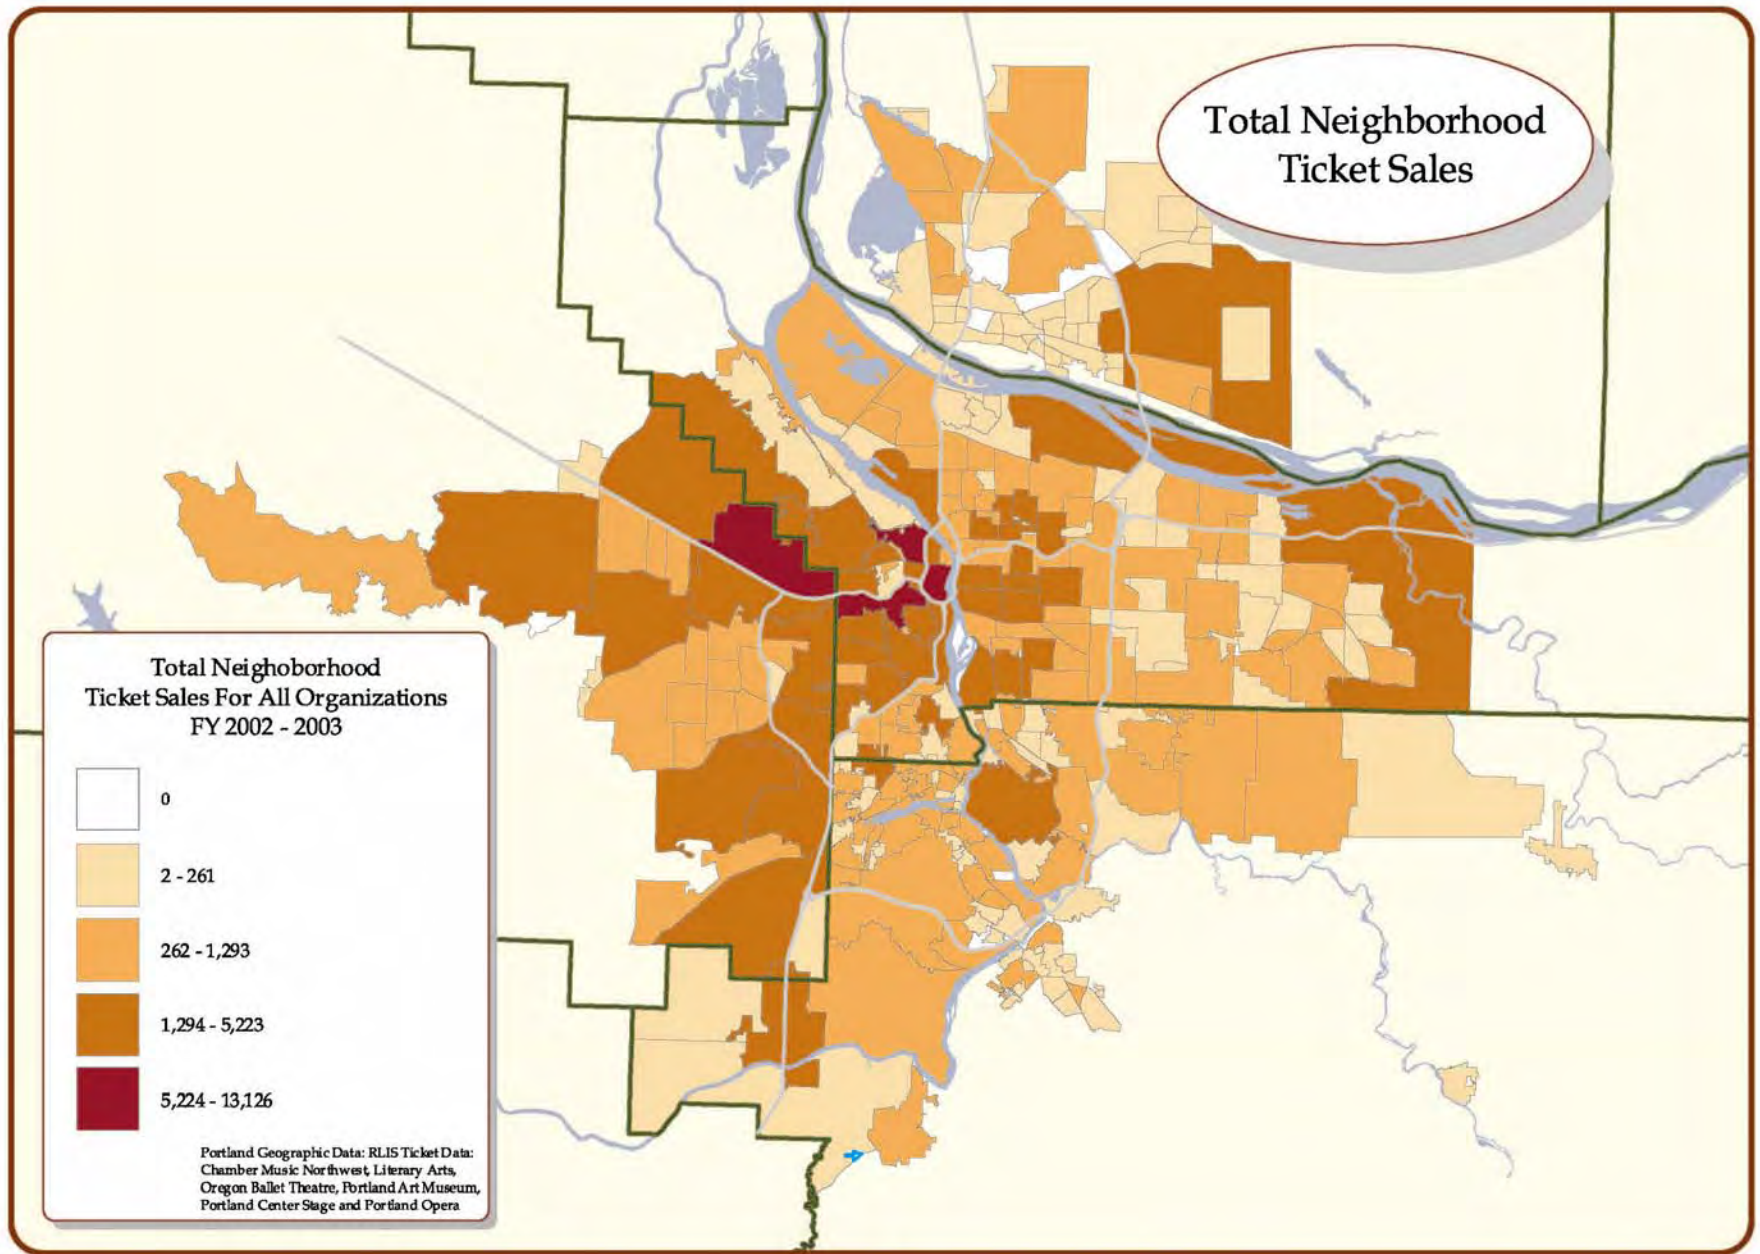 Total Neighborhood
Ticket Sales
Total Neighoborhood
Ticket Sales For All Organizations
FY 2002 - 2003
0
2 - 261
262 - 1,293
1,294 - 5,223
5,224 - 13,126
Portland Geographic Data: RLIS Ticket Data:
Chamber Music Northwest, Literary Arts,
Oregon Ballet Theatre, Portland Art Museum,
Portland Center Stage and Portland Opera